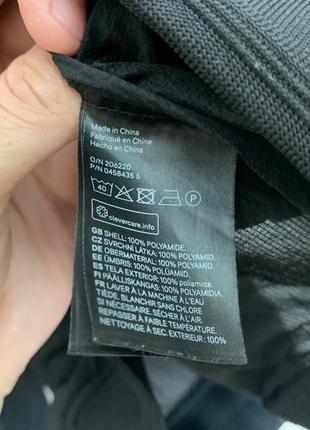 Made in China
Fabriqué en Chine
Hecho en China
O/N 206220
P/N 0458435 5
40 P
clevercare.info
GB SHELL: 100% POLYAMIDE.
CZ SVRCHNÍ LÁTKA: 100% POLYAMID.
DE OBERMATERIAL: 100% POLYAMID.
EE ÜMBRIS: 100% POLÜAMIID.
ES TELA EXTERIOR: 100% poliamida.
FI PÄÄLLISKANGAS: 100% POLYAMIDIA.
FR LAVER À LA MACHINE À L'EAU
TIÈDE. BLANCHIR SANS CHLORE
SI NÉCESSAIRE. SÉCHER À L'AIR.
REPASSER À FAIBLE TEMPÉRATURE.
NETTOYAGE À SEC. EXTERIEUR: 100%